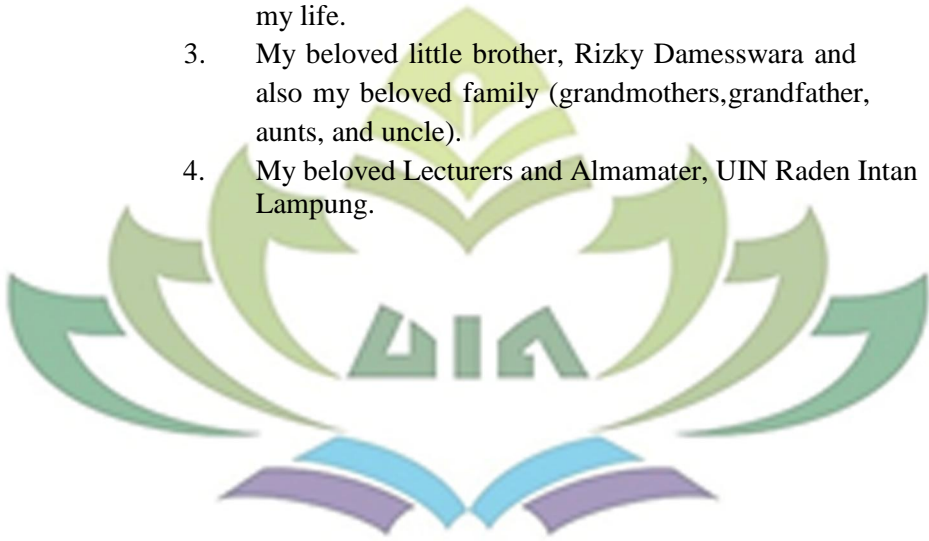 my life.
3. My beloved little brother, Rizky Damesswara and
also my beloved family (grandmothers,grandfather,
aunts, and uncle).
4. My beloved Lecturers and Almamater, UIN Raden Intan
Lampung.
UIN